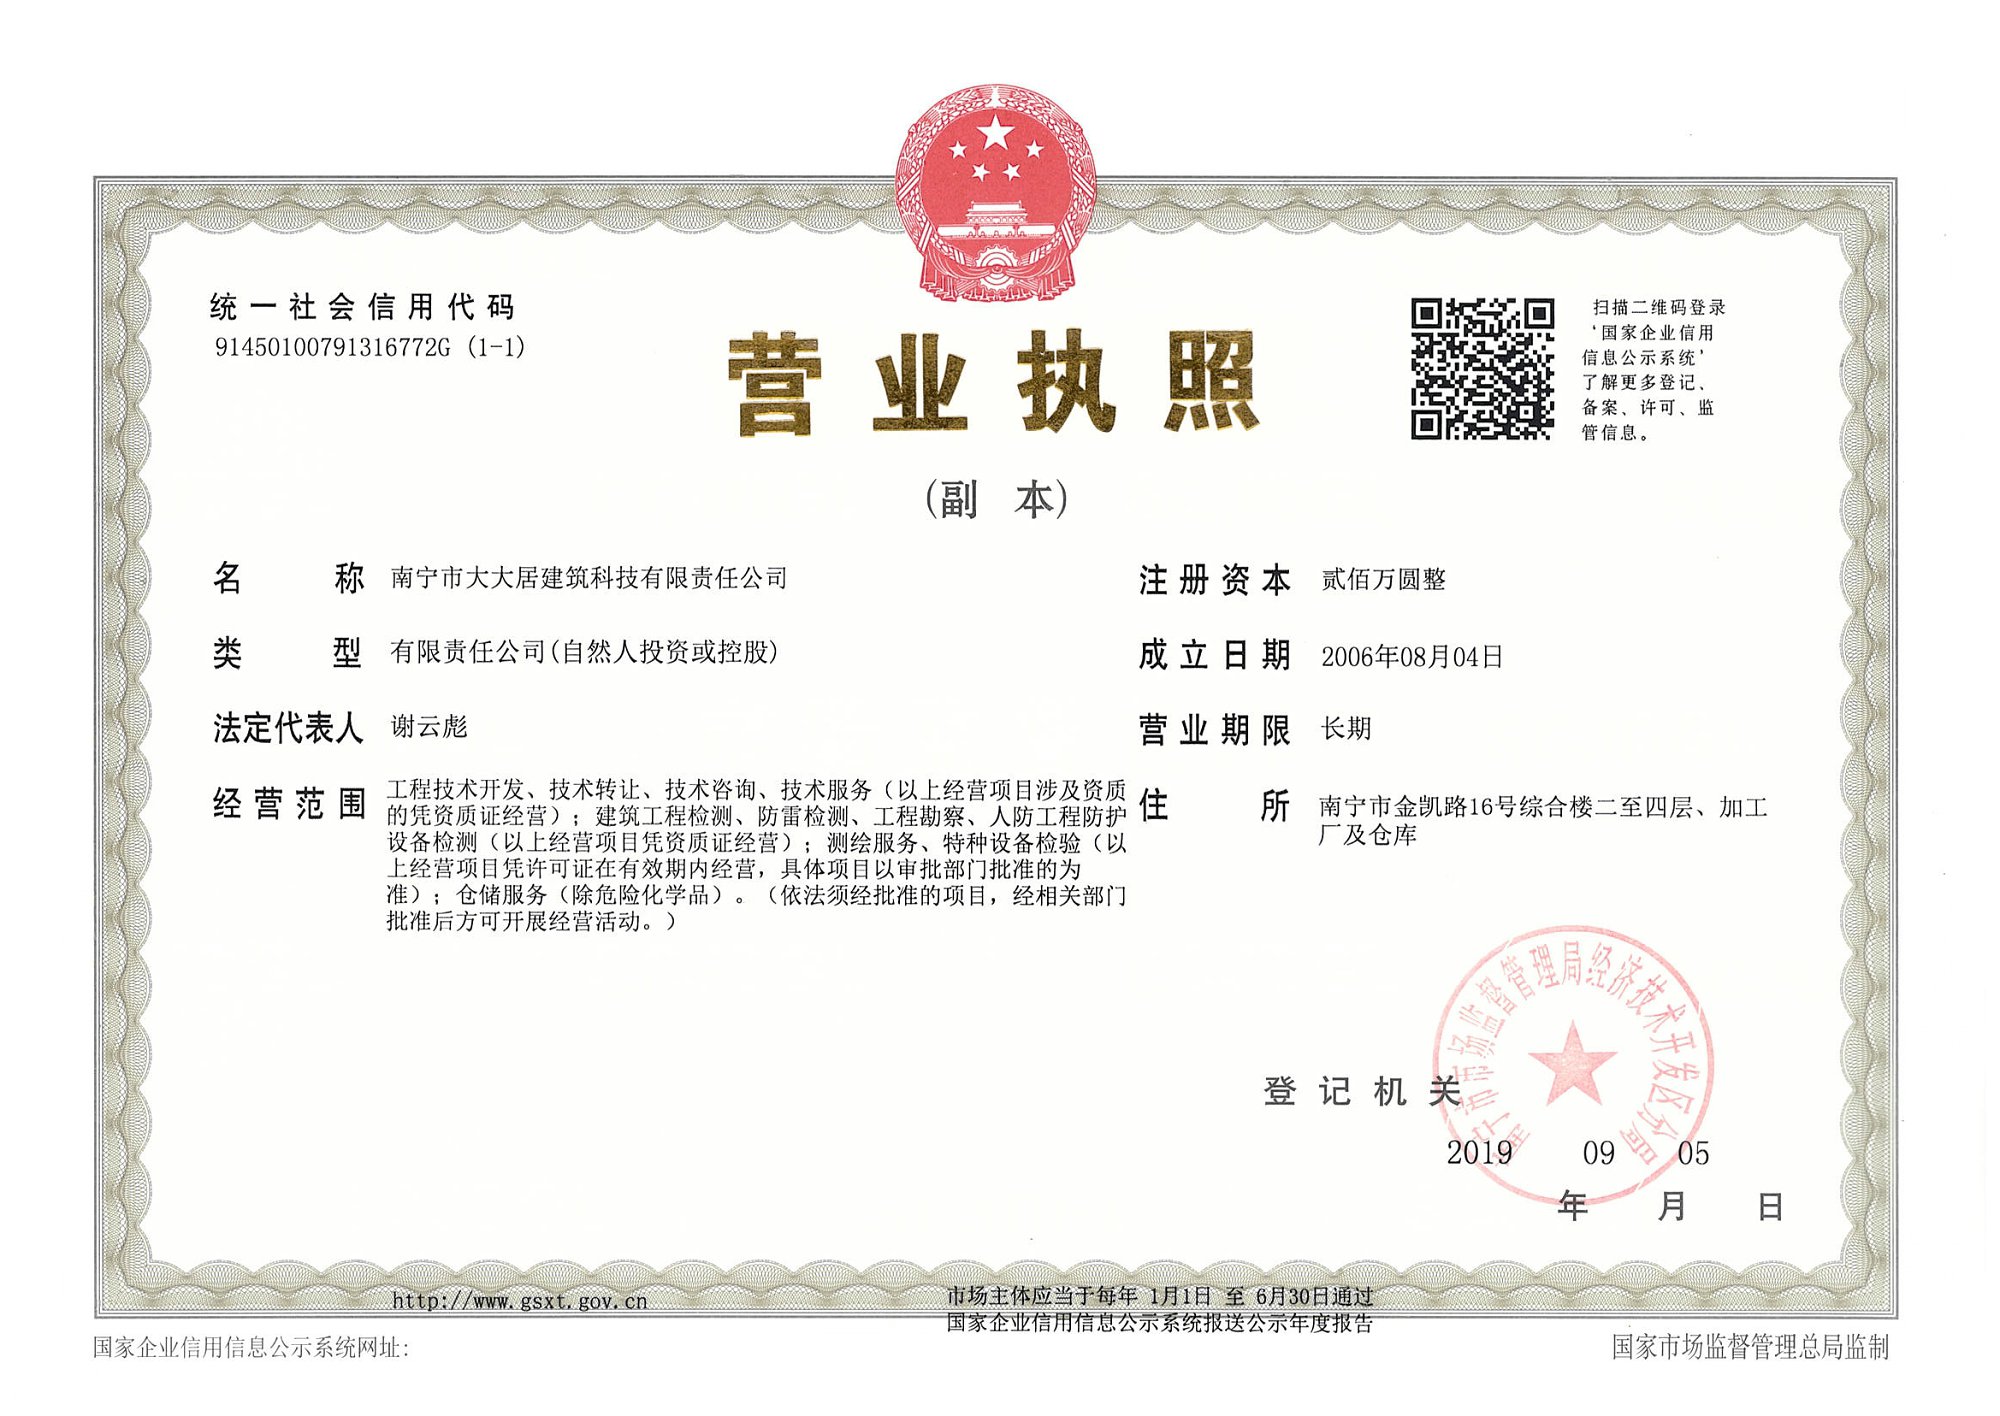 统一社会信用代码
91450100791316772G (1-1)
营业执照
(副 本)
扫描二维码登录
‘国家企业信用
信息公示系统’
了解更多登记、
备案、许可、监
管信息。
名 称 南宁市大大居建筑科技有限责任公司
类 型 有限责任公司(自然人投资或控股)
法定代表人 谢云彪
经营范围 工程技术开发、技术转让、技术咨询、技术服务（以上经营项目涉及资质
的凭资质证经营）；建筑工程检测、防雷检测、工程勘察、人防工程防护
设备检测（以上经营项目凭资质证经营）；测绘服务、特种设备检验（以
上经营项目凭许可证在有效期内经营，具体项目以审批部门批准的为
准）；仓储服务（除危险化学品）。（依法须经批准的项目，经相关部门
批准后方可开展经营活动。）
注册资本 贰佰万圆整
成立日期 2006年08月04日
营业期限 长期
住 所 南宁市金凯路16号综合楼二至四层、加工
厂及仓库
南宁市市场监督管理局经济技术开发区分局
登记机关
2019 09 05
年 月 日
http://www.gsxt.gov.cn
市场主体应当于每年 1月1日 至 6月30日通过
国家企业信用信息公示系统报送公示年度报告
国家企业信用信息公示系统网址:
国家市场监督管理总局监制